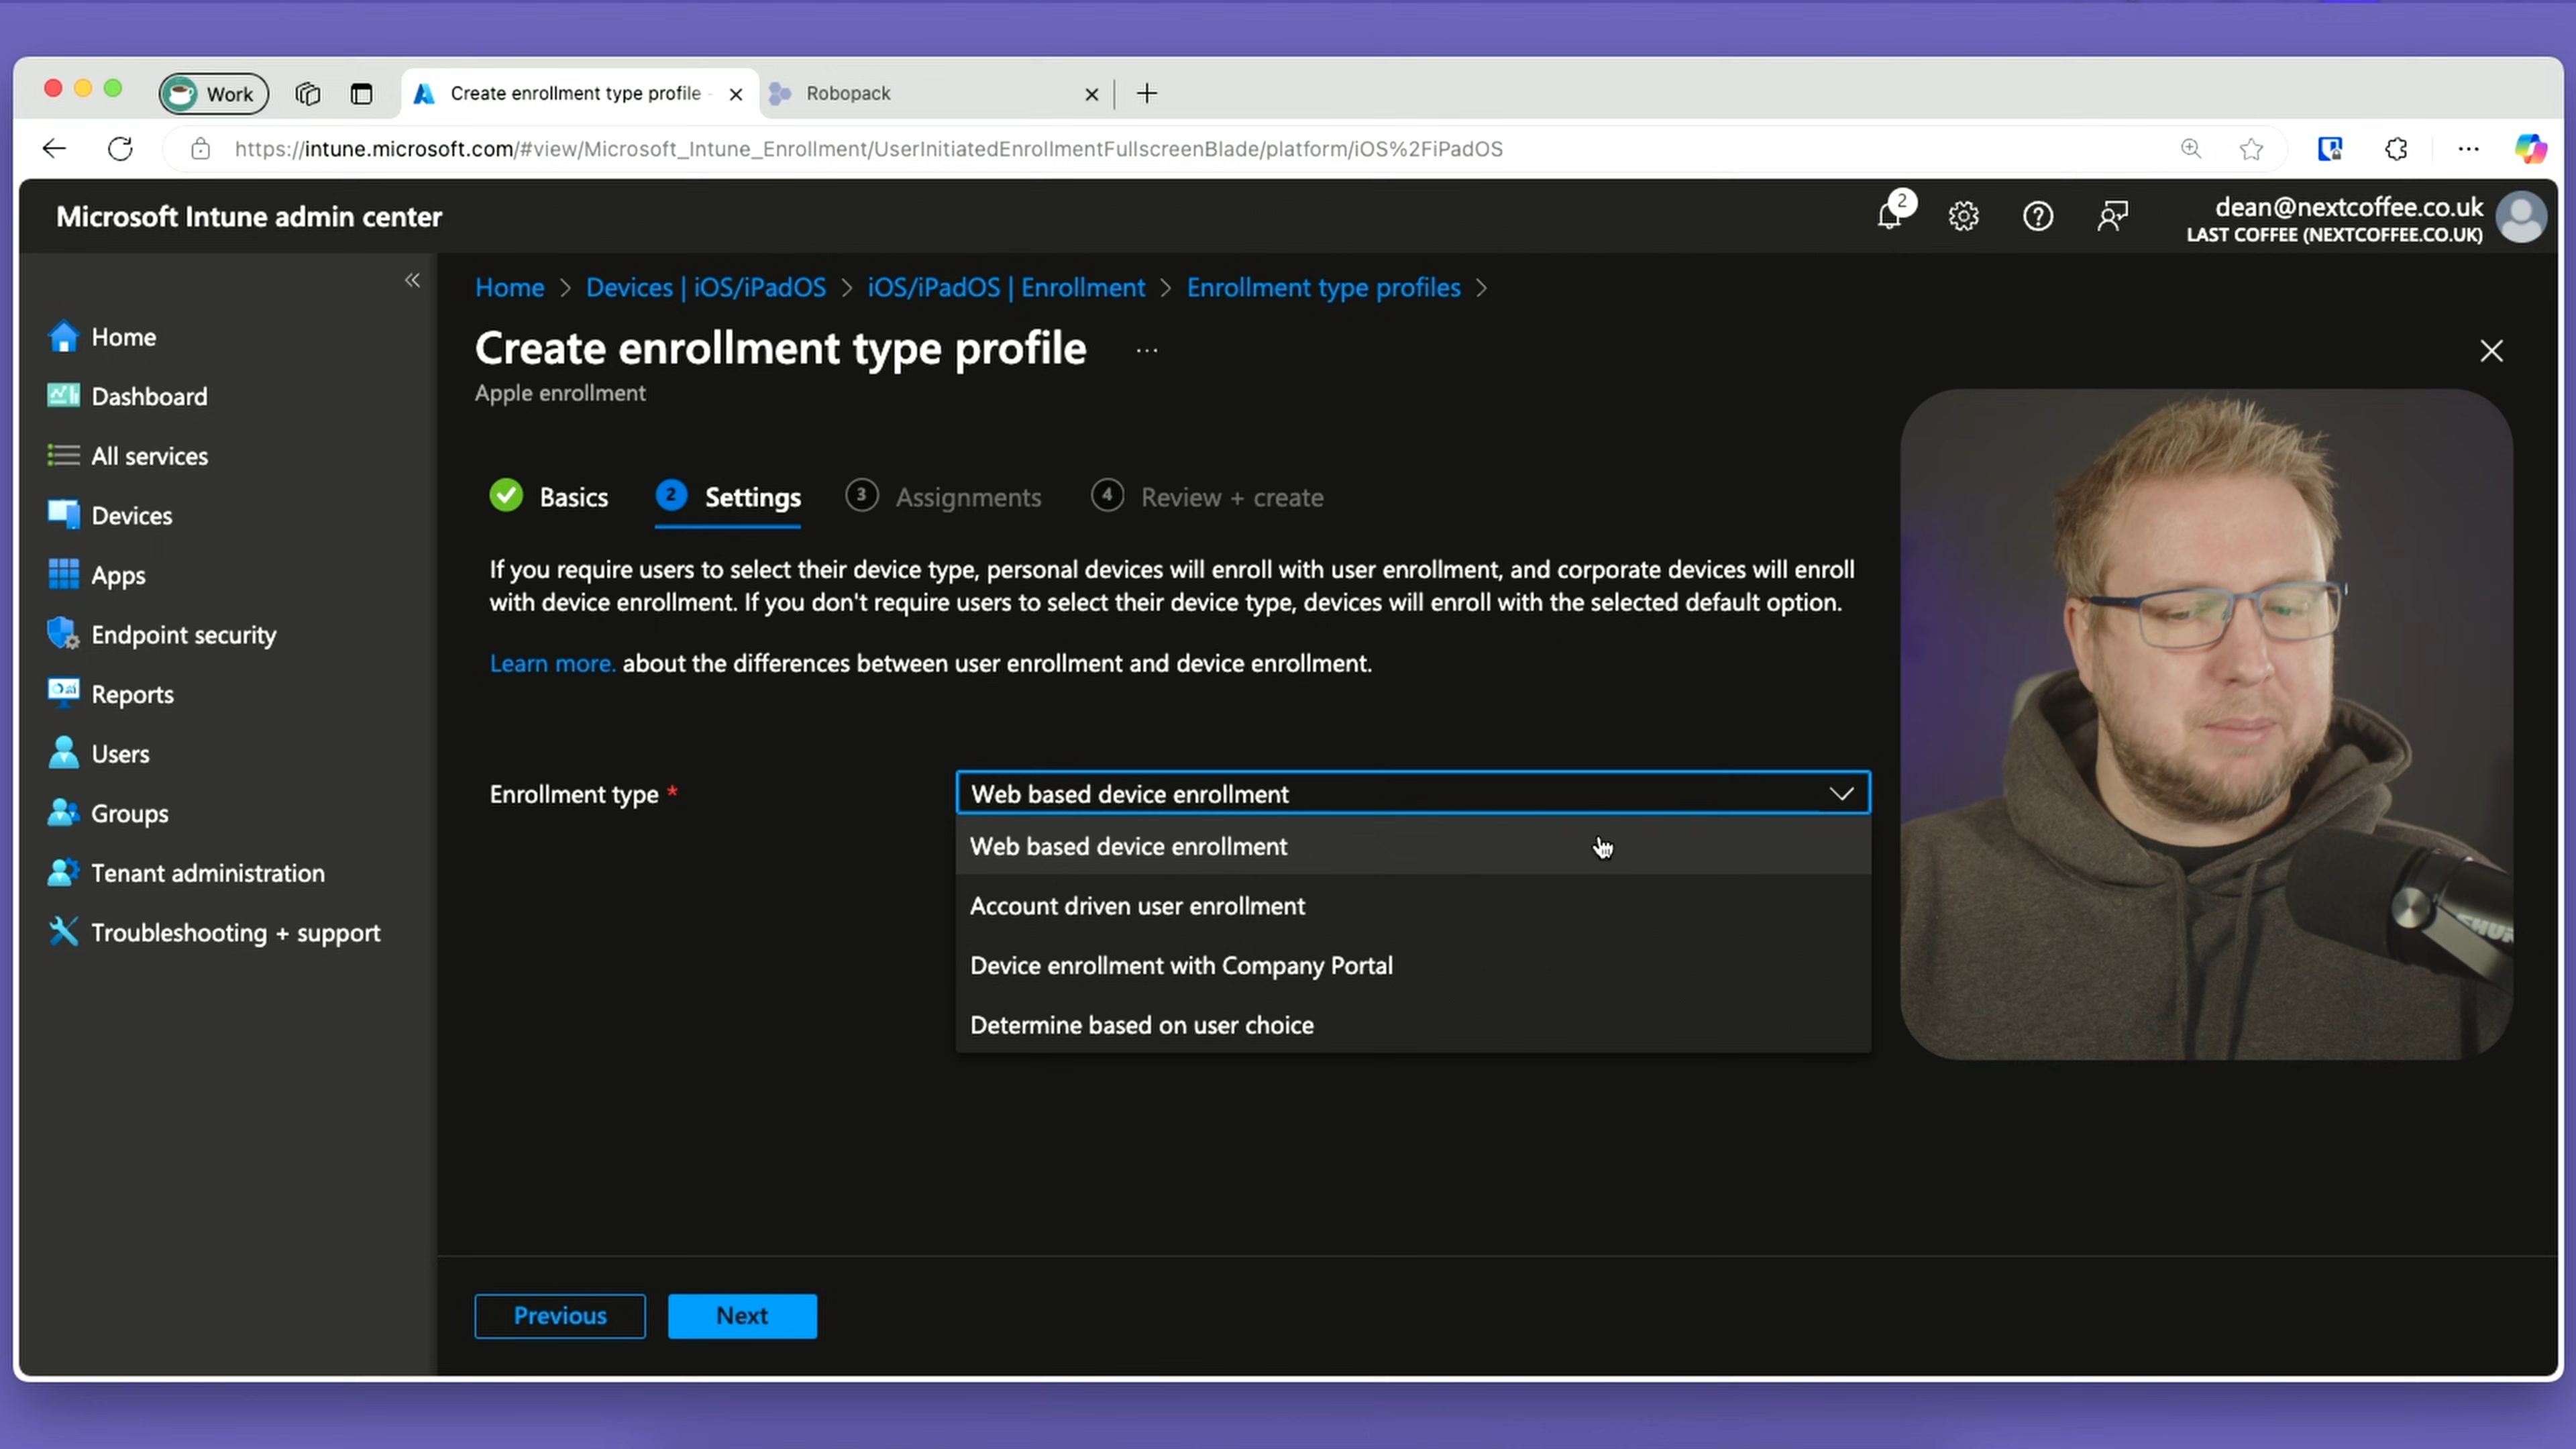 Work
Create enrollment type profile -
Robopack
https://intune.microsoft.com/#view/Microsoft_Intune_Enrollment/UserInitiatedEnrollmentFullscreenBlade/platform/iOS%2FiPadOS
Microsoft Intune admin center
2
dean@nextcoffee.co.uk
LAST COFFEE (NEXTCOFFEE.CO.UK)
Home
Dashboard
All services
Devices
Apps
Endpoint security
Reports
Users
Groups
Tenant administration
Troubleshooting + support
Home > Devices | iOS/iPadOS > iOS/iPadOS | Enrollment > Enrollment type profiles >
Create enrollment type profile ...
Apple enrollment
Basics 2 Settings 3 Assignments 4 Review + create
If you require users to select their device type, personal devices will enroll with user enrollment, and corporate devices will enroll
with device enrollment. If you don't require users to select their device type, devices will enroll with the selected default option.
Learn more. about the differences between user enrollment and device enrollment.
Enrollment type * Web based device enrollment
Web based device enrollment
Account driven user enrollment
Device enrollment with Company Portal
Determine based on user choice
Previous Next